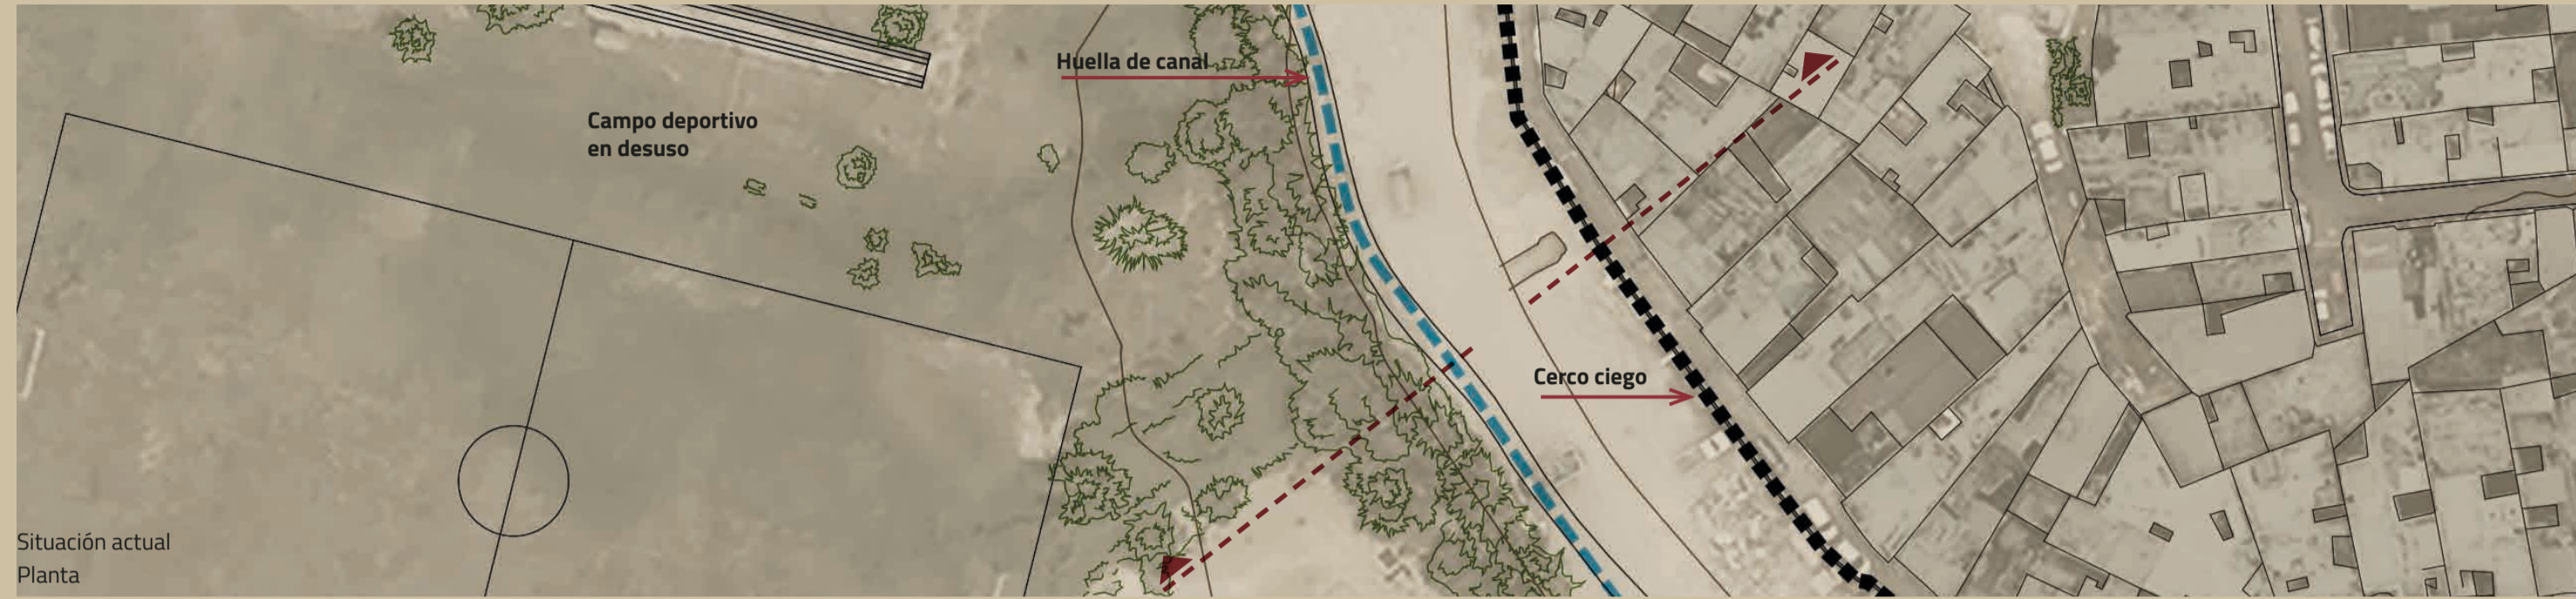 Huella de canal
Campo deportivo
en desuso
Cerco ciego
Situación actual
Planta